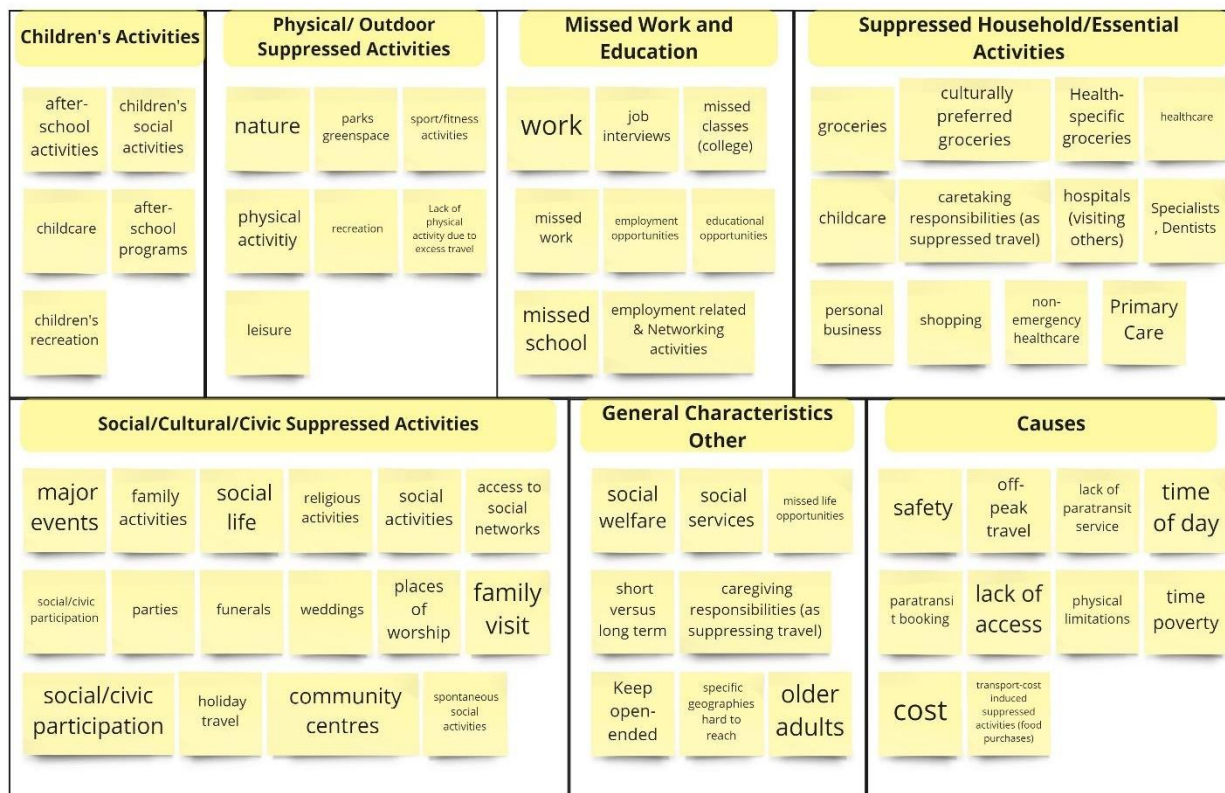 Children's Activities
after-
school
activities
children's
social
activities
childcare
after-
school
programs
children's
recreation
Physical/ Outdoor
Suppressed Activities
nature
parks
greenspace
sport/fitness
activities
physical
activitiy
recreation
Lack of
physical
activity due to
excess travel
leisure
Missed Work and
Education
work
job
interviews
missed
classes
(college)
missed
work
employment
opportunities
educational
opportunities
missed
school
employment related
& Networking
activities
Suppressed Household/Essential
Activities
groceries
culturally
preferred
groceries
Health-
specific
groceries
healthcare
childcare
caretaking
responsibilities (as
suppressed travel)
hospitals
(visiting
others)
Specialists
, Dentists
personal
business
shopping
non-
emergency
healthcare
Primary
Care
Social/Cultural/Civic Suppressed Activities
major
events
family
activities
social
life
religious
activities
social
activities
access to
social
networks
social/civic
participation
parties
funerals
weddings
places
of
worship
family
visit
social/civic
participation
holiday
travel
community
centres
spontaneous
social
activities
General Characteristics
Other
social
welfare
social
services
missed life
opportunities
short
versus
long term
caregiving
responsibilities (as
suppressing travel)
Keep
open-
ended
specific
geographies
hard to
reach
older
adults
Causes
safety
off-
peak
travel
lack of
paratransit
service
time
of day
paratransi
t booking
lack of
access
physical
limitations
time
poverty
cost
transport-cost
induced
suppressed
activities (food
purchases)